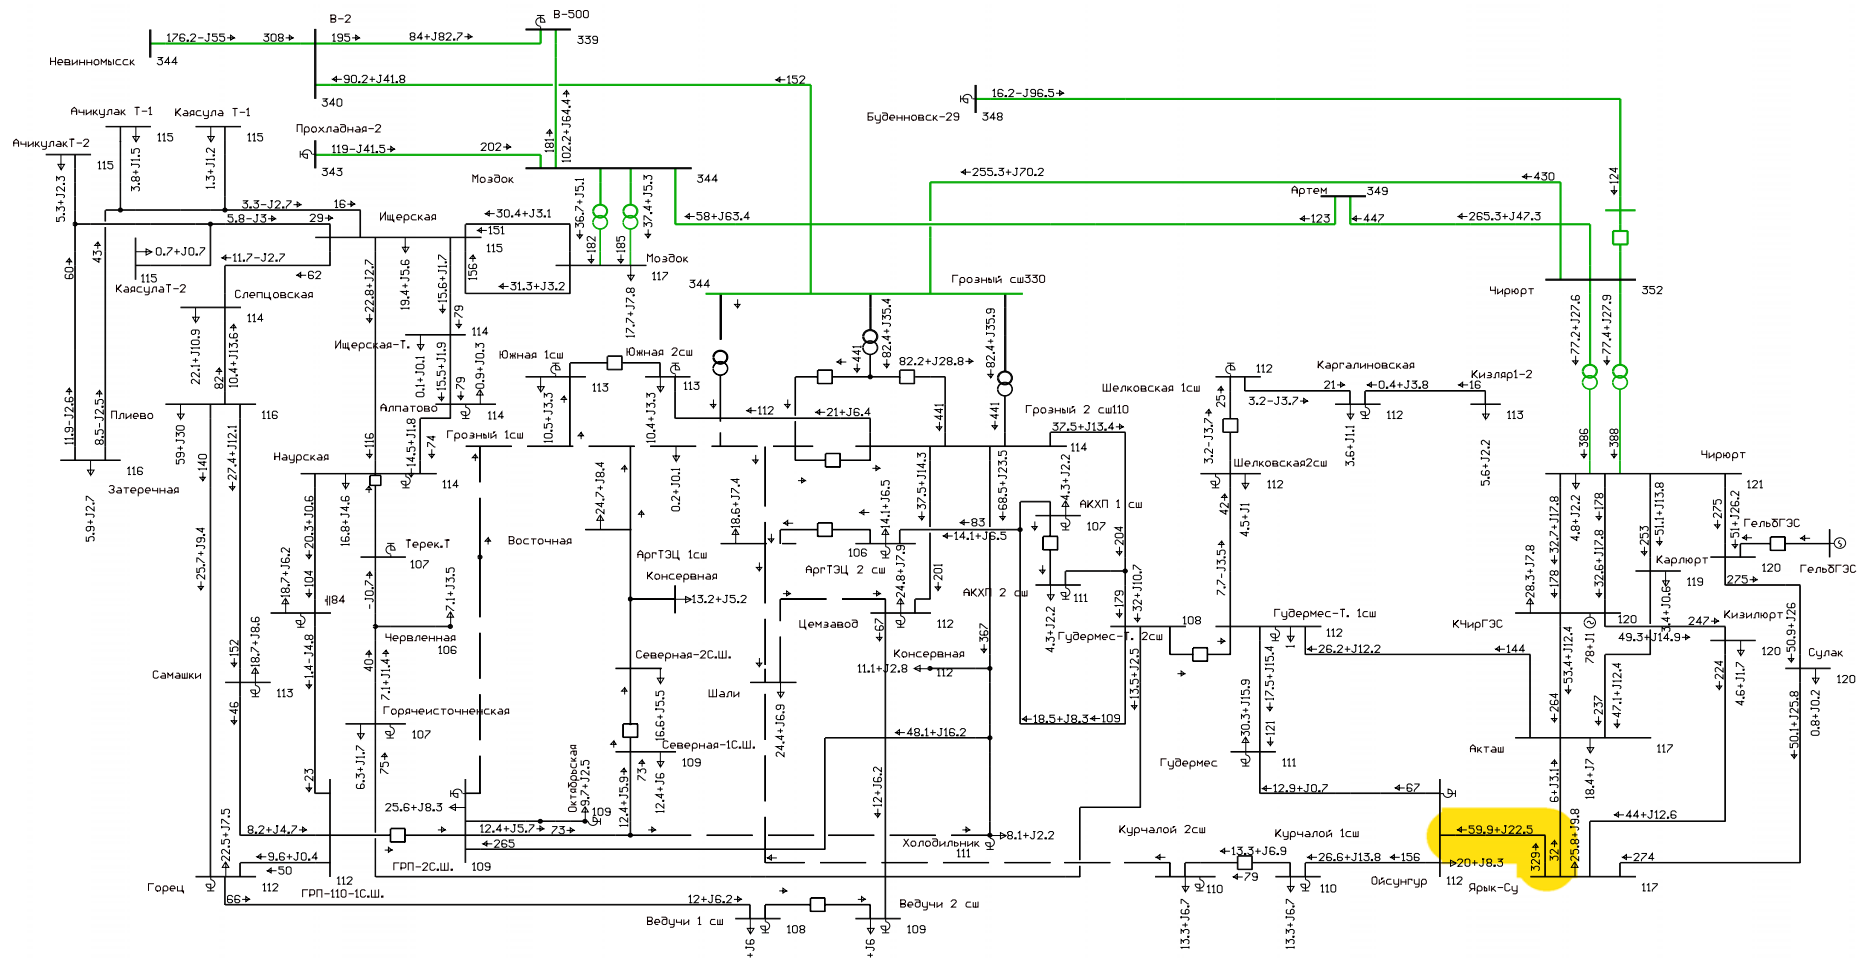 В-2
В-500
176.2-J55
308
195
84+J82.7
339
Невинномысск
344
90.2+J41.8
152
340
102.2+J64.4
181
16.2-J96.5
Буденновск-29
348
Ачикулак Т-1
Каясула Т-1
115
115
Прохладная-2
119-J41.5
202
343
АчикулакТ-2
115
3.8+J1.5
1.3+J1.2
5.3+J2.3
Моздок
344
255.3+J70.2
430
124
Артем
349
36.7+J5.1
37.4+J5.3
58+J63.4
123
447
265.3+J47.3
3.3-J2.7
16
5.8-J3
29
Ищерская
30.4+J3.1
151
115
182
185
43
60
0.7+J0.7
115
КаясулаТ-2
11.7-J2.7
62
22.8+J2.7
19.4+J5.6
15.6+J1.7
156
31.3+J3.2
Моздок
117
17.7+J7.8
344
Грозный сш330
Чирюрт
352
Слепцовская
114
22.1+J10.9
10.4+J13.6
82
79
114
Ищерская-Т.
0.1+J0.1
15.5+J1.9
79
0.9+J0.3
Южная 1сш
Южная 2сш
113
113
441
82.4+J35.4
82.2+J28.8
82.4+J35.9
441
441
77.2+J27.6
77.4+J27.9
Шелковская 1сш
112
Каргалиновская
Кизляр1-2
21
0.4+J3.8
16
3.2-J3.7
112
113
25
3.2-J3.7
3.6+J1.1
5.6+J2.2
Плиево
116
Алпатово
114
14.5+J1.8
74
116
10.5+J3.3
10.4+J3.3
112
21+J6.4
Грозный 2 сш110
37.5+J13.4
114
11.9-J2.6
8.5-J2.5
59+J30
140
27.4+J12.1
Грозный 1сш
386
388
116
Затеречная
5.9+J2.7
Наурская
114
20.3+J0.6
16.8+J4.6
24.7+J8.4
0.2+J0.1
18.6+J7.4
37.5+J14.3
68.5+J23.5
14.1+J6.5
Шелковская2сш
112
42
4.5+J1
Чирюрт
121
32.7+J17.8
4.8+J2.2
178
51.1+J13.8
275
51+J26.2
АКХП 1 сш
107
4.3+J2.2
204
83
14.1+J6.5
106
Восточная
Терек.Т
107
АргТЭЦ 1сш
АргТЭЦ 2 сш
АКХП 2 сш
111
4.3+J2.2
ГельбГЭС
120
ГельбГЭС
253
Карлюрт
119
275
25.7+J9.4
18.7+J6.2
104
84
-J0.7
7.1+J3.5
Консервная
13.2+J5.2
24.8+J7.9
201
Цемзавод
112
67
179
32+J10.7
7.7-J3.5
108
Гудермес-Т. 2сш
Гудермес-Т. 1сш
112
28.3+J7.8
178
32.6+J17.8
3.4+J0.6
КЧирГЭС
120
247
49.3+J14.9
Кизилюрт
120
50.9+J26
78+J1
Червленная
106
40
7.1+J1.4
1.4-J4.8
152
18.7+J8.6
Самашки
113
46
Северная-2С.Ш.
Шали
Консервная
112
11.1+J2.8
367
13.5+J2.5
26.2+J12.2
144
53.4+J12.4
264
237
47.1+J12.4
224
4.6+J1.7
Сулак
120
0.8+J0.2
50.1+J25.8
Горячеисточненская
107
6.3+J1.7
75
16.6+J5.5
24.4+J6.9
18.5+J8.3
109
48.1+J16.2
30.3+J15.9
17.5+J15.4
121
Гудермес
111
Акташ
117
18.4+J7
6+J3.1
Северная-1С.Ш.
109
12.4+J5.9
73
12.4+J6
12+J6.2
23
25.6+J8.3
Октябрьская
9.7+J2.5
109
12.9+J0.7
67
8.2+J4.7
12.4+J5.7
73
265
22.5+J7.5
9.6+J0.4
50
Горец
112
112
ГРП-110-1С.Ш.
ГРП-2С.Ш.
109
Холодильник
111
8.1+J2.2
Курчалой 2сш
Курчалой 1сш
13.3+J6.9
79
110
110
26.6+J13.8
156
59.9+J22.5
20+J8.3
Ойсунгур
112
329
32
25.8+J9.8
Ярык-Су
117
44+J12.6
274
66
12+J6.2
Ведучи 1 сш
108
Ведучи 2 сш
109
+J6
+J6
13.3+J6.7
13.3+J6.7